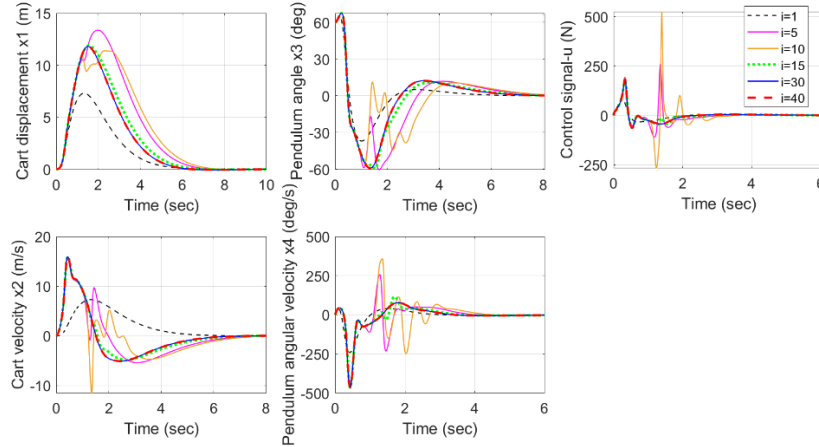 Cart displacement x1 (m)
15
10
5
0
0 2 4 6 8 10
Time (sec)
Pendulum angle x3 (deg)
60
30
0
-30
-60
0 2 4 6 8
Time (sec)
Control signal-u (N)
500
250
0
-250
0 2 4 6
Time (sec)
i=1
i=5
i=10
i=15
i=30
i=40
Cart velocity x2 (m/s)
20
10
0
-10
0 2 4 6 8
Time (sec)
Pendulum angular velocity x4 (deg/s)
500
250
0
-250
-500
0 2 4 6
Time (sec)